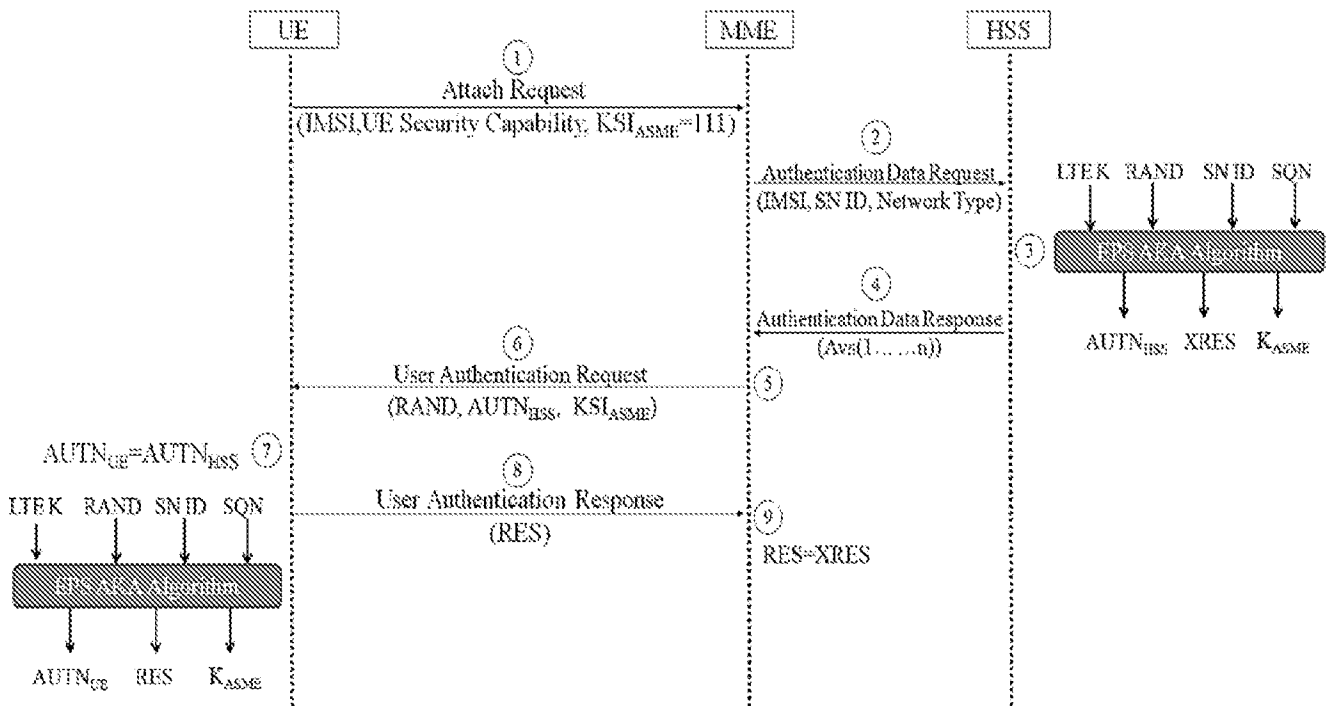 UE
MME
HSS
1
Attach Request
(IMSI,UE Security Capability, KSI_ASME=111)
2
Authentication Data Request
(IMSI, SN ID, Network Type)
LTE K RAND SN ID SQN
3
EPS AKA Algorithm
AUTN_HSS XRES K_ASME
4
Authentication Data Response
(Avs(1... ...n))
5
6
User Authentication Request
(RAND, AUTN_HSS, KSI_ASME)
AUTN_UE=AUTN_HSS
7
8
User Authentication Response
(RES)
9
RES=XRES
LTE K RAND SN ID SQN
EPS AKA Algorithm
AUTN_UE RES K_ASME